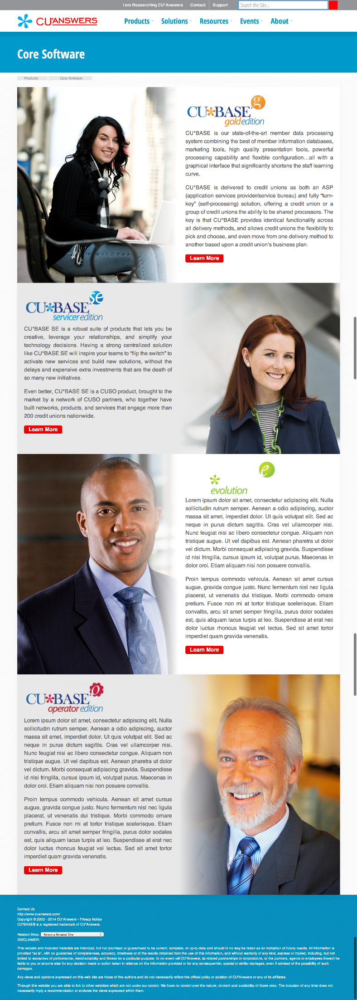 I am Researching CU*Answers
Contact
Support
Search the Site...
CU*ANSWERS
Products
Solutions
Resources
Events
About
Core Software
Products
Core Software
CU*BASE® g
gold edition
CU*BASE is our state-of-the-art member data processing
system combining the best of member information databases,
marketing tools, high quality presentation tools, powerful
processing capability and flexible configuration…all with a
graphical interface that significantly shortens the staff learning
curve.
CU*BASE is delivered to credit unions as both an ASP
(application services provider/service bureau) and fully “turn-
key” (self-processing) solution, offering a credit union or a
group of credit unions the ability to be shared processors. The
key is that CU*BASE provides identical functionality across
all delivery methods, and allows credit unions the flexibility to
pick and choose, and even move from one delivery method to
another based upon a credit union's business plan.
Learn More
CU*BASE® se
servicer edition
CU*BASE SE is a robust suite of products that lets you be
creative, leverage your relationships, and simplify your
technology decisions. Having a strong centralized solution
like CU*BASE SE will inspire your teams to “flip the switch” to
activate new services and build new solutions, without the
delays and expensive extra investments that are the death of
so many new initiatives.
Even better, CU*BASE SE is a CUSO product, brought to the
market by a network of CUSO partners, who together have
built networks, products, and services that engage more than
200 credit unions nationwide.
Learn More
* e
evolution
Lorem ipsum dolor sit amet, consectetur adipiscing elit. Nulla
sollicitudin rutrum semper. Aenean a odio adipiscing, auctor
massa sit amet, imperdiet dolor. Ut quis volutpat elit. Sed ac
neque in purus dictum sagittis. Cras vel ullamcorper nisi.
Nunc feugiat nisi ac libero consectetur congue. Aliquam non
tristique augue. Ut vel dapibus est. Aenean pharetra ut dolor
vel dictum. Morbi consequat adipiscing gravida. Suspendisse
id nisi fringilla, cursus ipsum id, volutpat purus. Maecenas in
dolor orci. Etiam aliquam nisi non posuere convallis.
Proin tempus commodo vehicula. Aenean sit amet cursus
augue, gravida congue justo. Nunc fermentum nisl nec ligula
placerat, ut venenatis dui tristique. Morbi commodo ornare
pretium. Fusce non mi at tortor tristique scelerisque. Etiam
convallis, arcu sit amet semper fringilla, purus dolor sodales
est, quis aliquam lacus turpis at leo. Suspendisse at erat nec
dolor luctus rhoncus feugiat vel lectus. Sed sit amet tortor
imperdiet quam gravida venenatis.
Learn More
CU*BASE® o
operator edition
Lorem ipsum dolor sit amet, consectetur adipiscing elit. Nulla
sollicitudin rutrum semper. Aenean a odio adipiscing, auctor
massa sit amet, imperdiet dolor. Ut quis volutpat elit. Sed ac
neque in purus dictum sagittis. Cras vel ullamcorper nisi.
Nunc feugiat nisi ac libero consectetur congue. Aliquam non
tristique augue. Ut vel dapibus est. Aenean pharetra ut dolor
vel dictum. Morbi consequat adipiscing gravida. Suspendisse
id nisi fringilla, cursus ipsum id, volutpat purus. Maecenas in
dolor orci. Etiam aliquam nisi non posuere convallis.
Proin tempus commodo vehicula. Aenean sit amet cursus
augue, gravida congue justo. Nunc fermentum nisl nec ligula
placerat, ut venenatis dui tristique. Morbi commodo ornare
pretium. Fusce non mi at tortor tristique scelerisque. Etiam
convallis, arcu sit amet semper fringilla, purus dolor sodales
est, quis aliquam lacus turpis at leo. Suspendisse at erat nec
dolor luctus rhoncus feugiat vel lectus. Sed sit amet tortor
imperdiet quam gravida venenatis.
Learn More
Contact Us
http://www.cuanswers.com/
Copyright © 2002 - 2014 CU*Answers • Privacy Notice
CU*BASE® is a registered trademark of CU*Answers.
Related Sites: Select a Related Site
DISCLAIMER:
This website and included materials are intended, but not promised or guaranteed to be current, complete, or up-to-date and should in no way be taken as an indication of future results. All information is
provided "as is", with no guarantee of completeness, accuracy, timeliness or of the results obtained from the use of this information, and without warranty of any kind, express or implied, including, but not
limited to warranties of performance, merchantability and fitness for a particular purpose. In no event will CU*Answers, its related partnerships or corporations, or the partners, agents or employees thereof be
liable to you or anyone else for any decision made or action taken in reliance on the information provided or for any consequential, special or similar damages, even if advised of the possibility of such
damages.
Any views and opinions expressed on this web site are those of the authors and do not necessarily reflect the official policy or position of CU*Answers or any of its affiliates.
Through this website you are able to link to other websites which are not under our control. We have no control over the nature, content and availability of those sites. The inclusion of any links does not
necessarily imply a recommendation or endorse the views expressed within them.